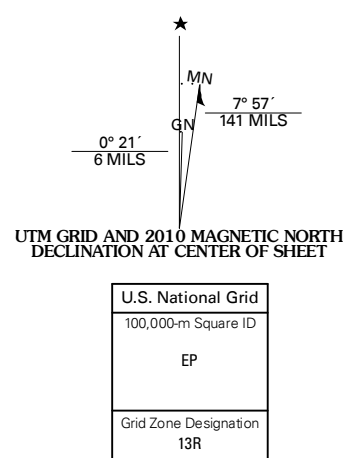 ★
MN
GN
7° 57´
141 MILS
0° 21´
6 MILS
UTM GRID AND 2010 MAGNETIC NORTH
DECLINATION AT CENTER OF SHEET
U.S. National Grid
100,000-m Square ID
EP
Grid Zone Designation
13R